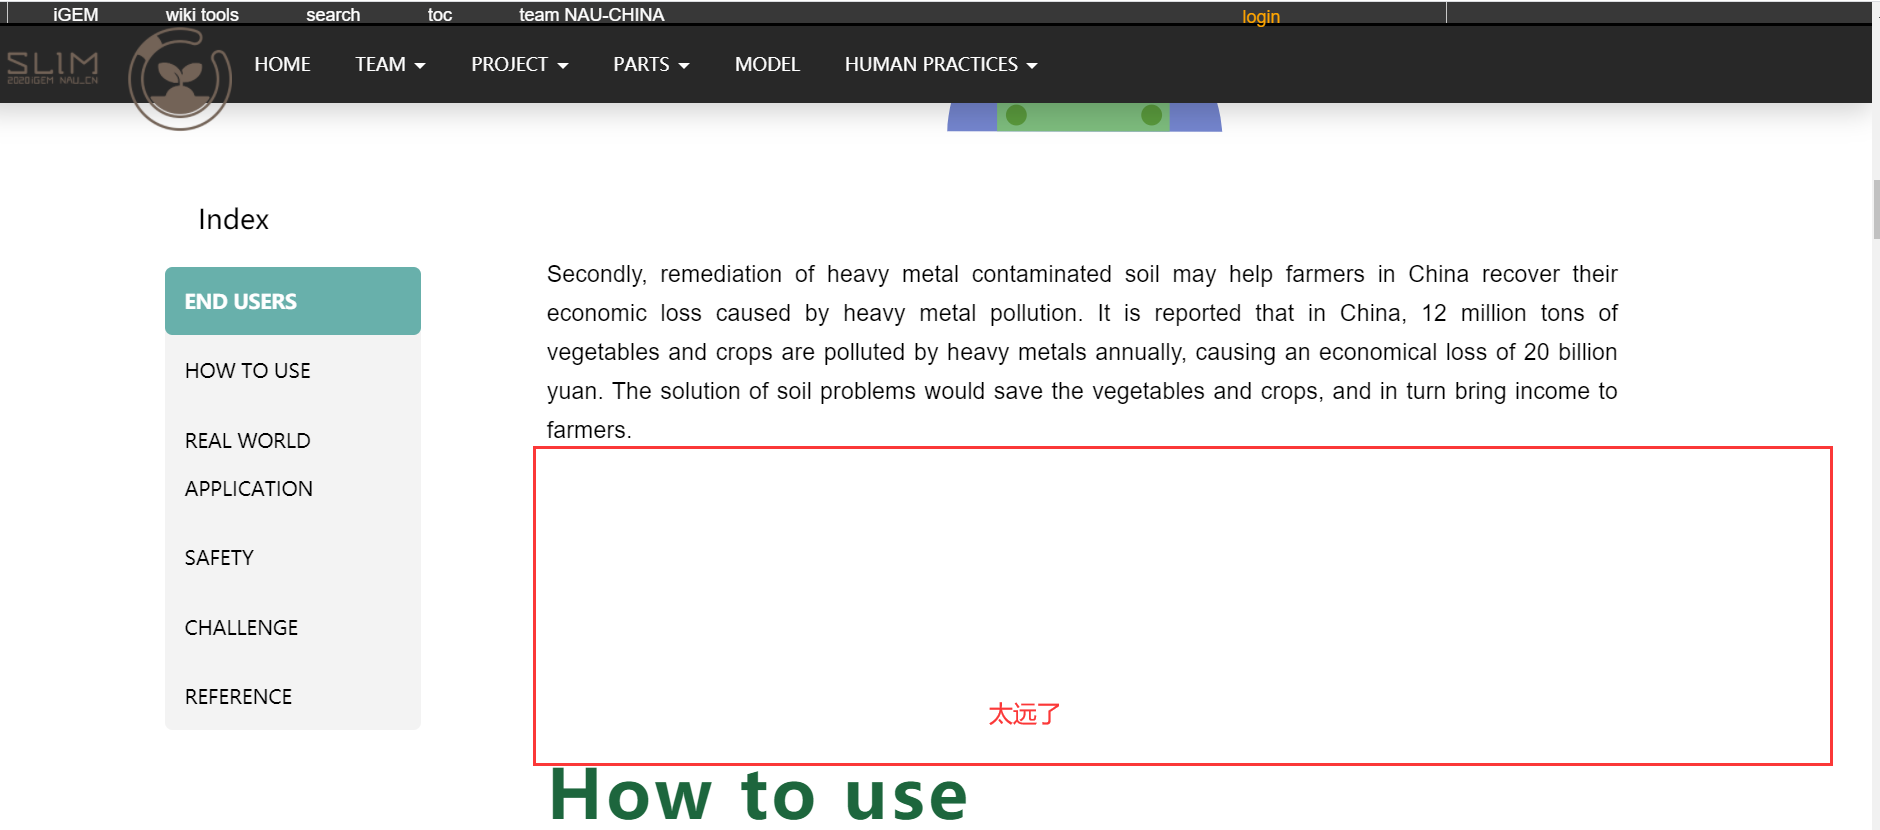 iGEM wiki tools search toc team NAU-CHINA login
SLIM
2020iGEM NAU_CN
HOME TEAM PROJECT PARTS MODEL HUMAN PRACTICES
Index
END USERS
HOW TO USE
REAL WORLD
APPLICATION
SAFETY
CHALLENGE
REFERENCE
Secondly, remediation of heavy metal contaminated soil may help farmers in China recover their
economic loss caused by heavy metal pollution. It is reported that in China, 12 million tons of
vegetables and crops are polluted by heavy metals annually, causing an economical loss of 20 billion
yuan. The solution of soil problems would save the vegetables and crops, and in turn bring income to
farmers.
太远了
How to use